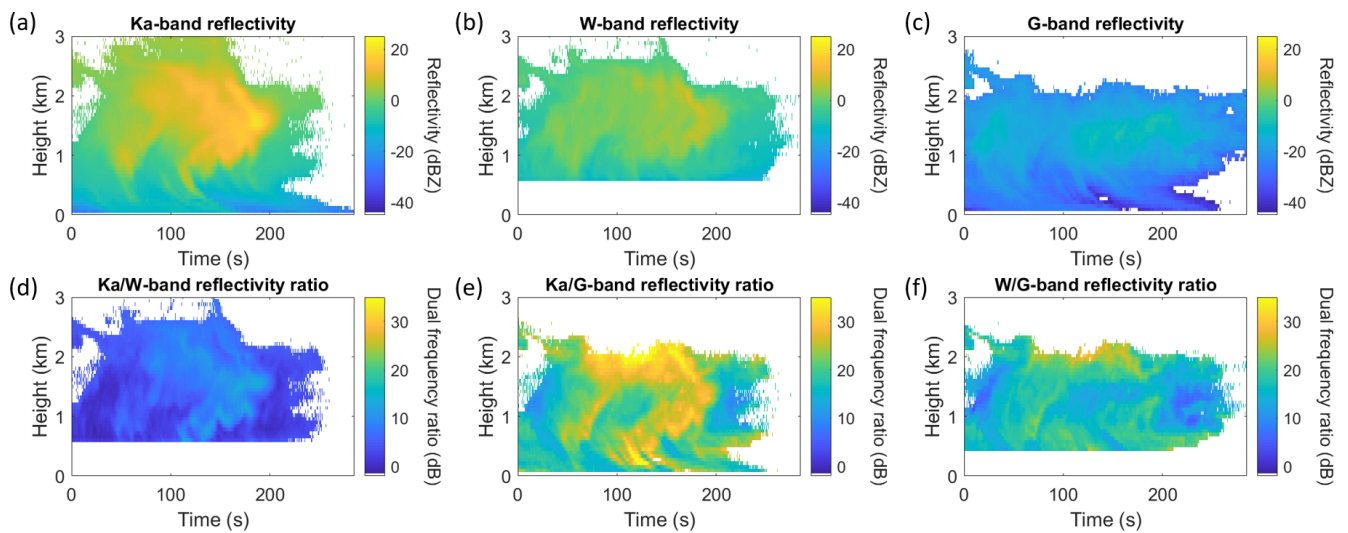 (a)
Ka-band reflectivity
Height (km)
3
2
1
0
0
100
200
Time (s)
20
0
-20
-40
Reflectivity (dBZ)
(b)
W-band reflectivity
Height (km)
3
2
1
0
0
100
200
Time (s)
20
0
-20
-40
Reflectivity (dBZ)
(c)
G-band reflectivity
Height (km)
3
2
1
0
0
100
200
Time (s)
20
0
-20
-40
Reflectivity (dBZ)
(d)
Ka/W-band reflectivity ratio
Height (km)
3
2
1
0
0
100
200
Time (s)
30
20
10
0
Dual frequency ratio (dB)
(e)
Ka/G-band reflectivity ratio
Height (km)
3
2
1
0
0
100
200
Time (s)
30
20
10
0
Dual frequency ratio (dB)
(f)
W/G-band reflectivity ratio
Height (km)
3
2
1
0
0
100
200
Time (s)
30
20
10
0
Dual frequency ratio (dB)